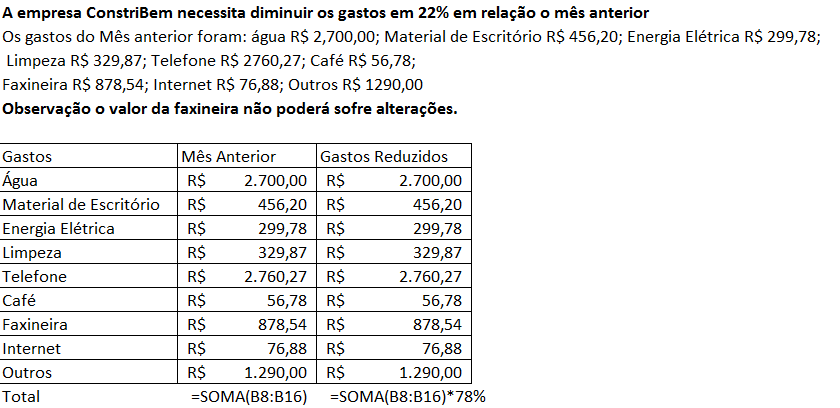 A empresa ConstriBem necessita diminuir os gastos em 22% em relação o mês anterior
Os gastos do Mês anterior foram: água R$ 2,700,00; Material de Escritório R$ 456,20; Energia Elétrica R$ 299,78;
Limpeza R$ 329,87; Telefone R$ 2760,27; Café R$ 56,78;
Faxineira R$ 878,54; Internet R$ 76,88; Outros R$ 1290,00
Observação o valor da faxineira não poderá sofre alterações.
Gastos Mês Anterior Gastos Reduzidos
Água R$ 2.700,00 R$ 2.700,00
Material de Escritório R$ 456,20 R$ 456,20
Energia Elétrica R$ 299,78 R$ 299,78
Limpeza R$ 329,87 R$ 329,87
Telefone R$ 2.760,27 R$ 2.760,27
Café R$ 56,78 R$ 56,78
Faxineira R$ 878,54 R$ 878,54
Internet R$ 76,88 R$ 76,88
Outros R$ 1.290,00 R$ 1.290,00
Total =SOMA(B8:B16) =SOMA(B8:B16)*78%